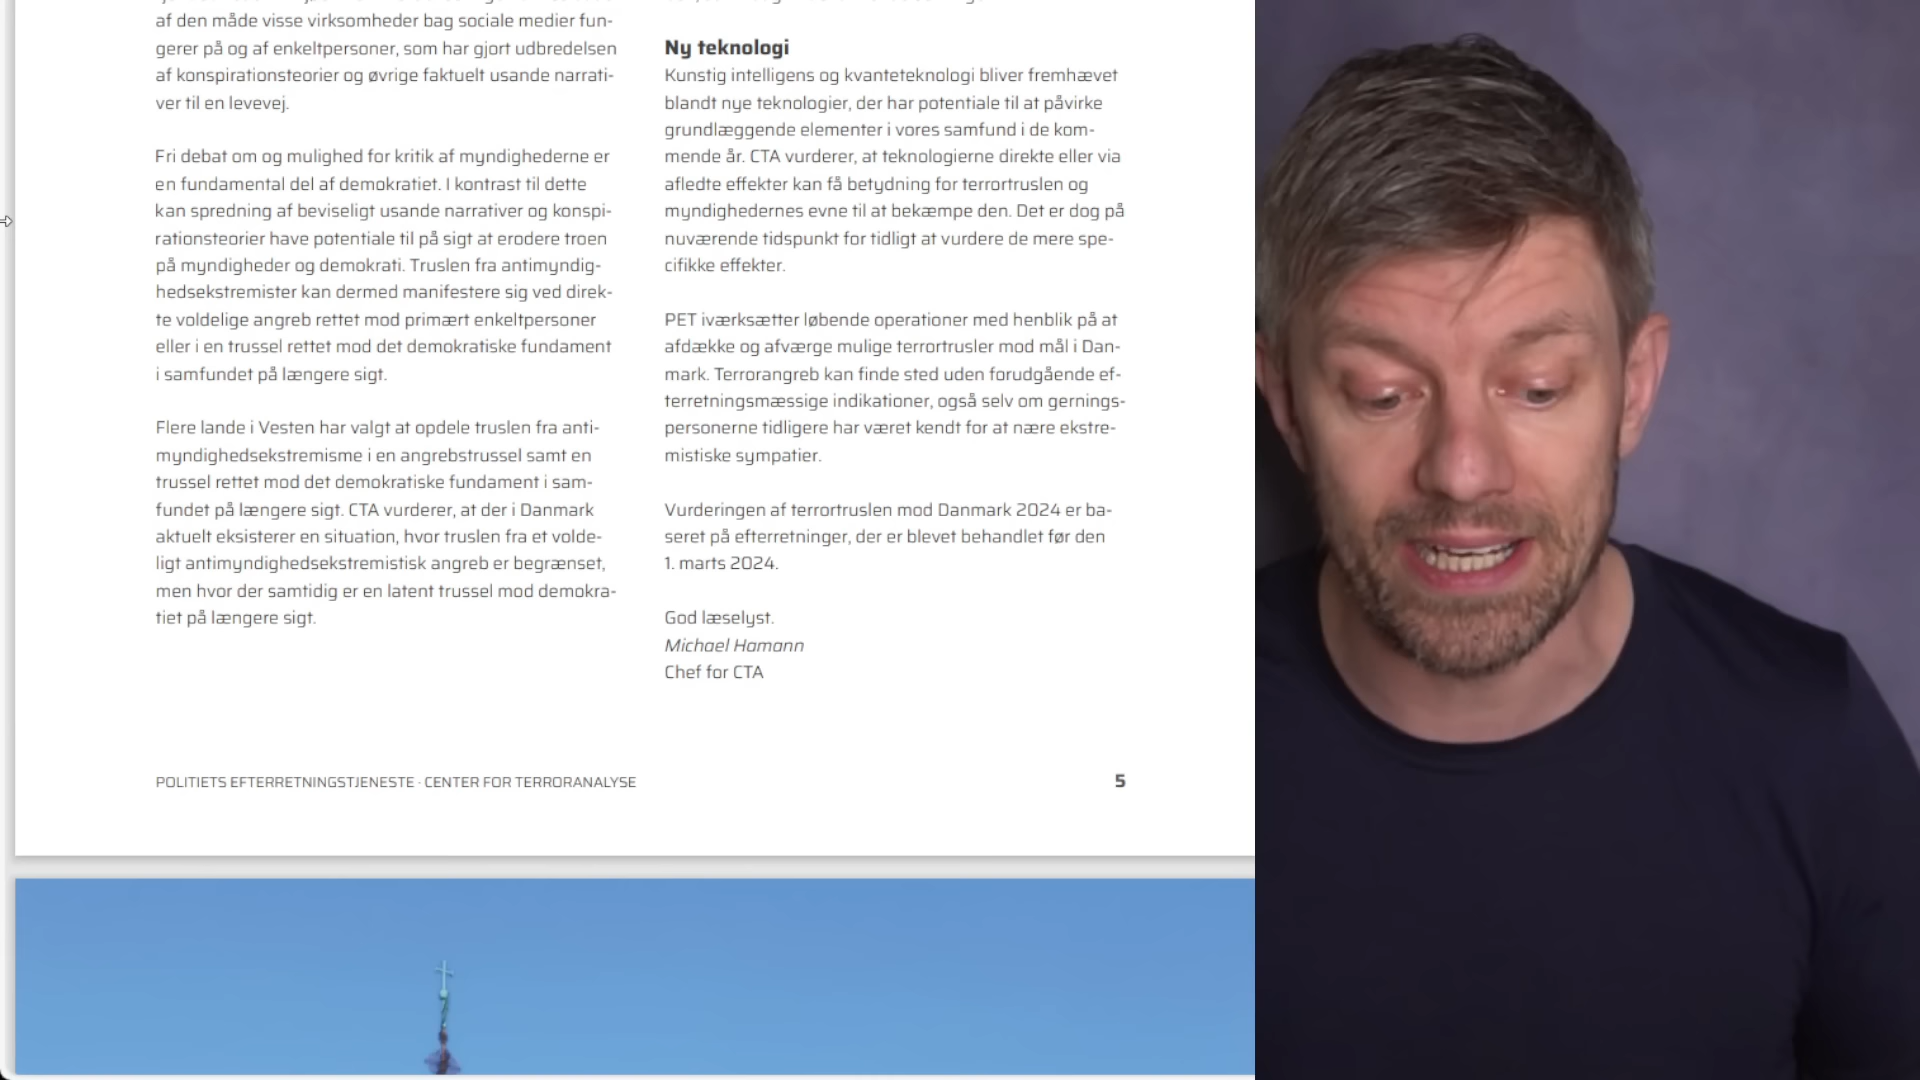 af den måde visse virksomheder bag sociale medier fun-
gerer på og af enkeltpersoner, som har gjort udbredelsen
af konspirationsteorier og øvrige faktuelt usande narrati-
ver til en levevej.
Fri debat om og mulighed for kritik af myndighederne er
en fundamental del af demokratiet. I kontrast til dette
kan spredning af beviseligt usande narrativer og konspi-
rationsteorier have potentiale til på sigt at erodere troen
på myndigheder og demokrati. Truslen fra antimyndig-
hedsekstremister kan dermed manifestere sig ved direk-
te voldelige angreb rettet mod primært enkeltpersoner
eller i en trussel rettet mod det demokratiske fundament
i samfundet på længere sigt.
Flere lande i Vesten har valgt at opdele truslen fra anti-
myndighedsekstremisme i en angrebstrussel samt en
trussel rettet mod det demokratiske fundament i sam-
fundet på længere sigt. CTA vurderer, at der i Danmark
aktuelt eksisterer en situation, hvor truslen fra et volde-
ligt antimyndighedsekstremistisk angreb er begrænset,
men hvor der samtidig er en latent trussel mod demokra-
tiet på længere sigt.
Ny teknologi
Kunstig intelligens og kvanteteknologi bliver fremhævet
blandt nye teknologier, der har potentiale til at påvirke
grundlæggende elementer i vores samfund i de kom-
mende år. CTA vurderer, at teknologierne direkte eller via
afledte effekter kan få betydning for terrortruslen og
myndighedernes evne til at bekæmpe den. Det er dog på
nuværende tidspunkt for tidligt at vurdere de mere spe-
cifikke effekter.
PET iværksætter løbende operationer med henblik på at
afdække og afværge mulige terrortrusler mod mål i Dan-
mark. Terrorangreb kan finde sted uden forudgående ef-
terretningsmæssige indikationer, også selv om gernings-
personerne tidligere har været kendt for at nære ekstre-
mistiske sympatier.
Vurderingen af terrortruslen mod Danmark 2024 er ba-
seret på efterretninger, der er blevet behandlet før den
1. marts 2024.
God læselyst.
Michael Hamann
Chef for CTA
POLITIETS EFTERRETNINGSTJENESTE · CENTER FOR TERRORANALYSE
5